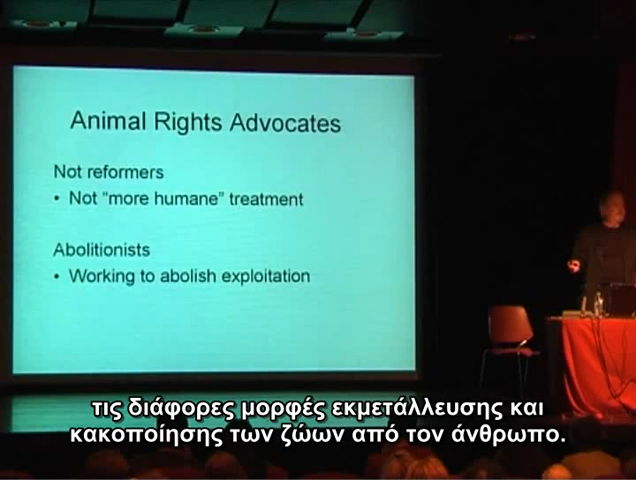 Animal Rights Advocates
Not reformers
• Not “more humane” treatment
Abolitionists
• Working to abolish exploitation
τις διάφορες μορφές εκμετάλλευσης και
κακοποίησης των ζώων από τον άνθρωπο.